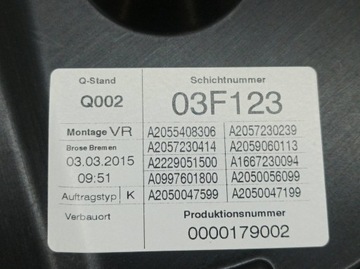 Q-Stand Schichtnummer
Q002 03F123
Montage VR A2055408306 A2057230239
Brose Bremen A2057230414 A2059060113
03.03.2015 A2229051500 A1667230094
09:51 A0997601800 A2050056099
Auftragstyp K A2050047599 A2050047199
Verbauort Produktionsnummer
0000179002